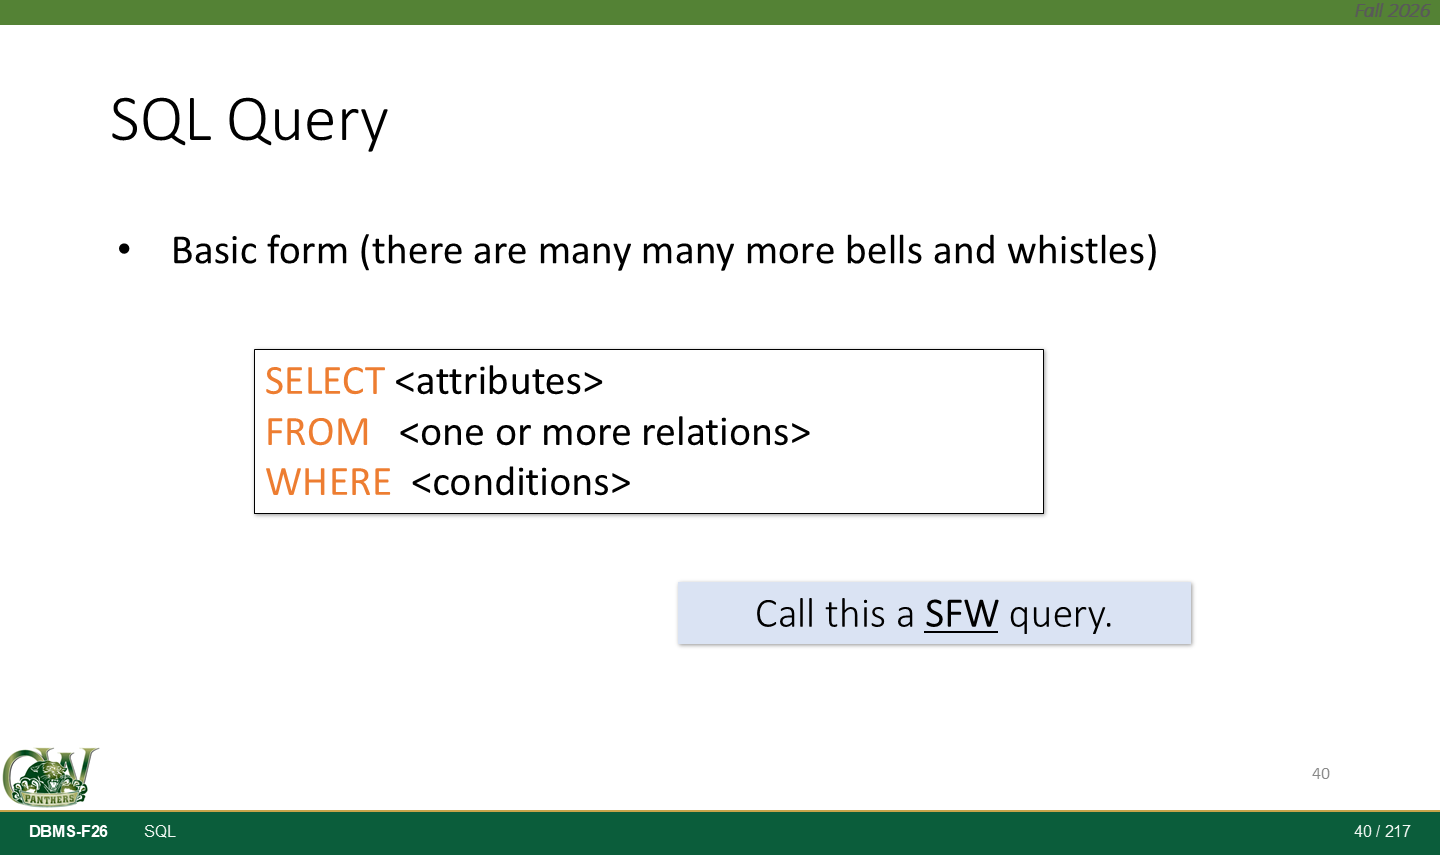 Fall 2026
SQL Query
• Basic form (there are many many more bells and whistles)
SELECT <attributes>
FROM <one or more relations>
WHERE <conditions>
Call this a SFW query.
OW
PANTHERS
40
DBMS-F26 SQL 40 / 217